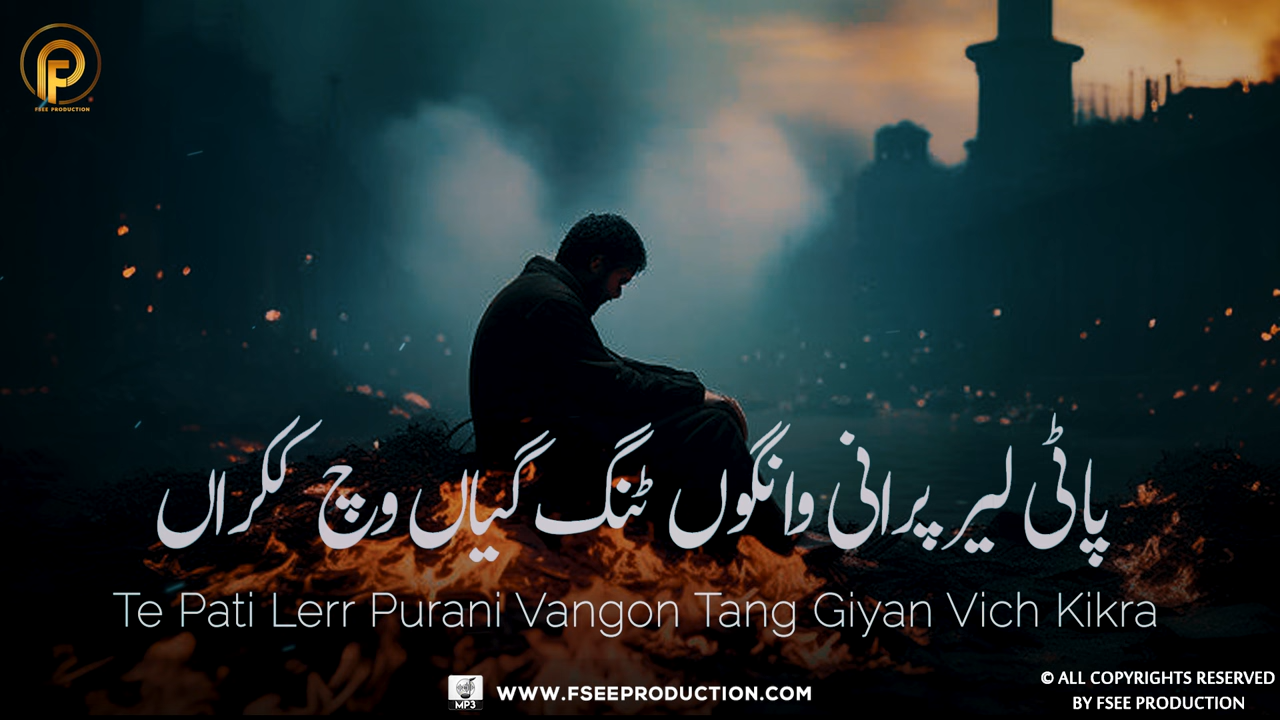 FSEE PRODUCTION
پاٹی لیر پرانی وانگوں ٹنگ گیاں وچ ککراں
Te Pati Lerr Purani Vangon Tang Giyan Vich Kikra
MP3 WWW.FSEEPRODUCTION.COM
© ALL COPYRIGHTS RESERVED
BY FSEE PRODUCTION